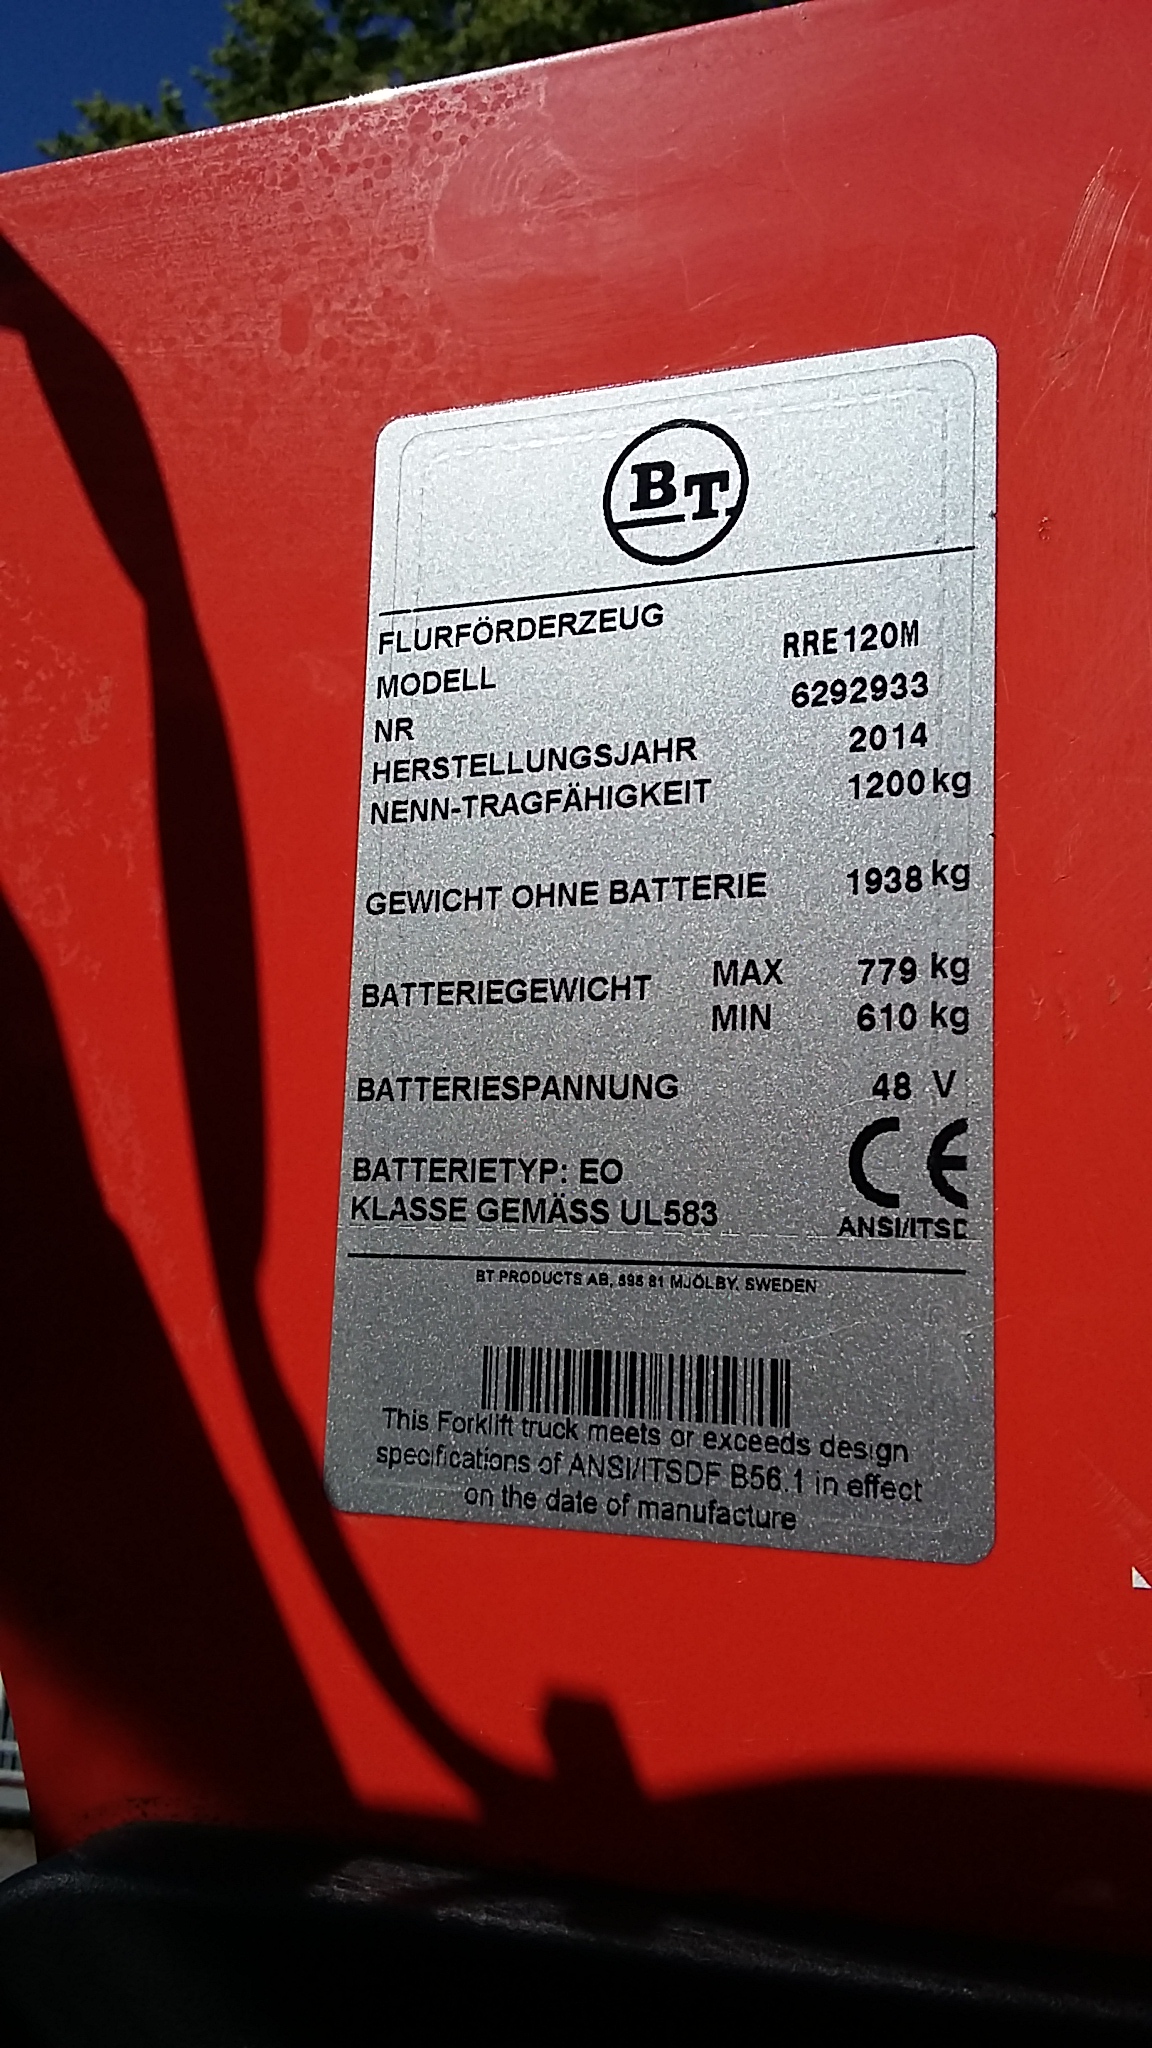 BT
FLURFÖRDERZEUG
MODELL RRE120M
NR 6292933
HERSTELLUNGSJAHR 2014
NENN-TRAGFÄHIGKEIT 1200 kg
GEWICHT OHNE BATTERIE 1938 kg
BATTERIEGEWICHT MAX 779 kg
MIN 610 kg
BATTERIESPANNUNG 48 V
CE
BATTERIETYP: EO
KLASSE GEMÄSS UL583 ANSI/ITSD
BT PRODUCTS AB, 595 81 MJÖLBY, SWEDEN
This Forklift truck meets or exceeds design
specifications of ANSI/ITSDF B56.1 in effect
on the date of manufacture